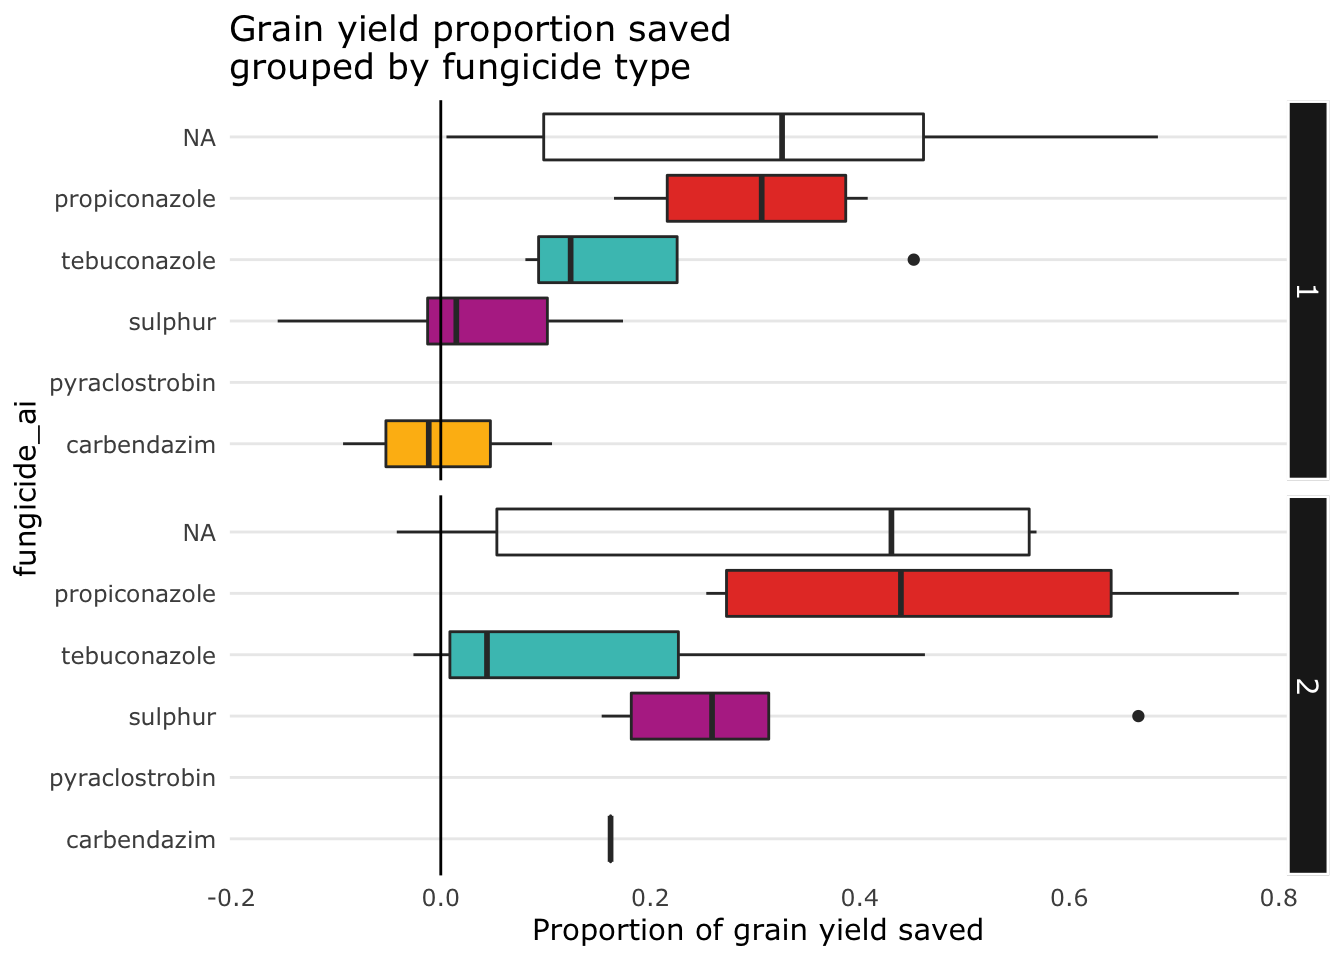 Grain yield proportion saved
grouped by fungicide type
fungicide_ai
NA
propiconazole
tebuconazole
sulphur
pyraclostrobin
carbendazim
1
NA
propiconazole
tebuconazole
sulphur
pyraclostrobin
carbendazim
2
-0.2 0.0 0.2 0.4 0.6 0.8
Proportion of grain yield saved